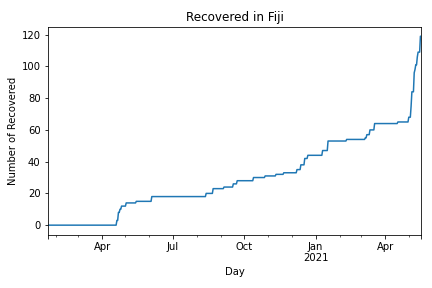 Recovered in Fiji
120
100
80
60
40
20
0
Number of Recovered
Apr
Jul
Oct
Jan
2021
Apr
Day